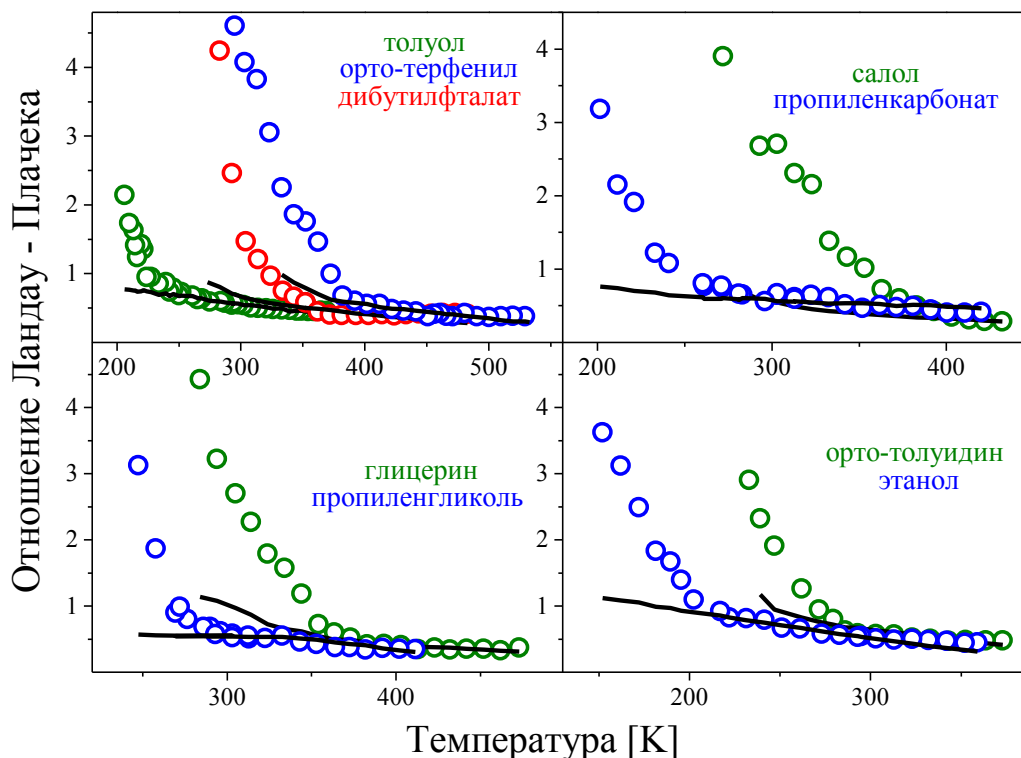 Отношение Ландау - Плачека
4
3
2
1
толуол
орто-терфенил
дибутилфталат
200
300
400
500
4
3
2
1
салол
пропиленкарбонат
200
300
400
4
3
2
1
глицерин
пропиленгликоль
300
400
4
3
2
1
орто-толуидин
этанол
200
300
Температура [K]